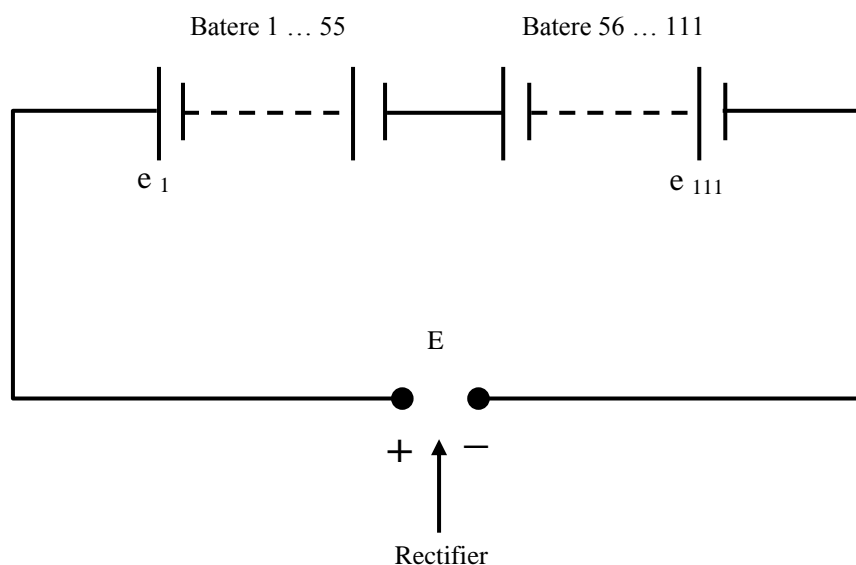 Batere 1 … 55 Batere 56 … 111
e 1 e 111
E
+ −
Rectifier